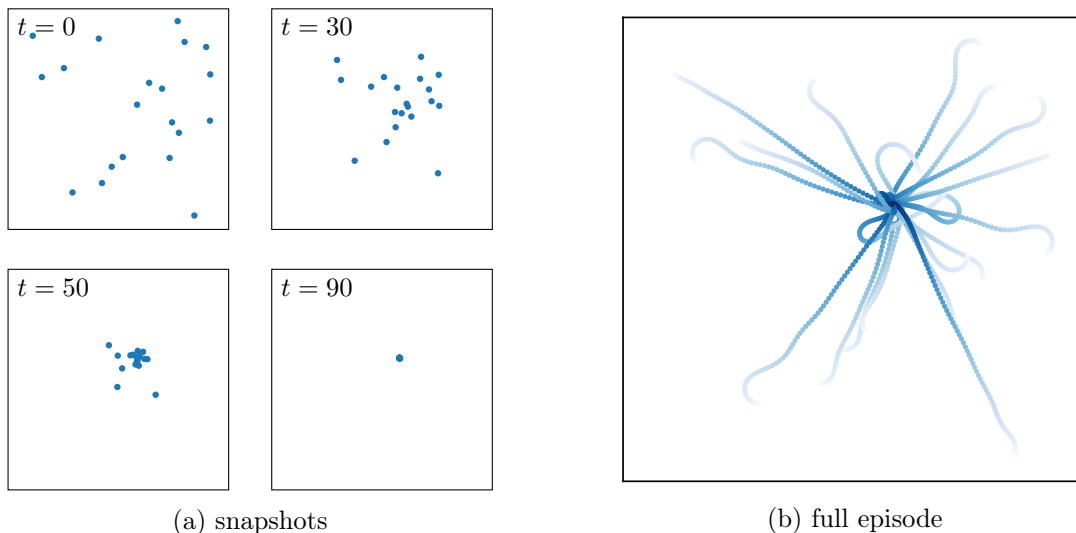 t = 0
t = 30
t = 50
t = 90
(a) snapshots
(b) full episode